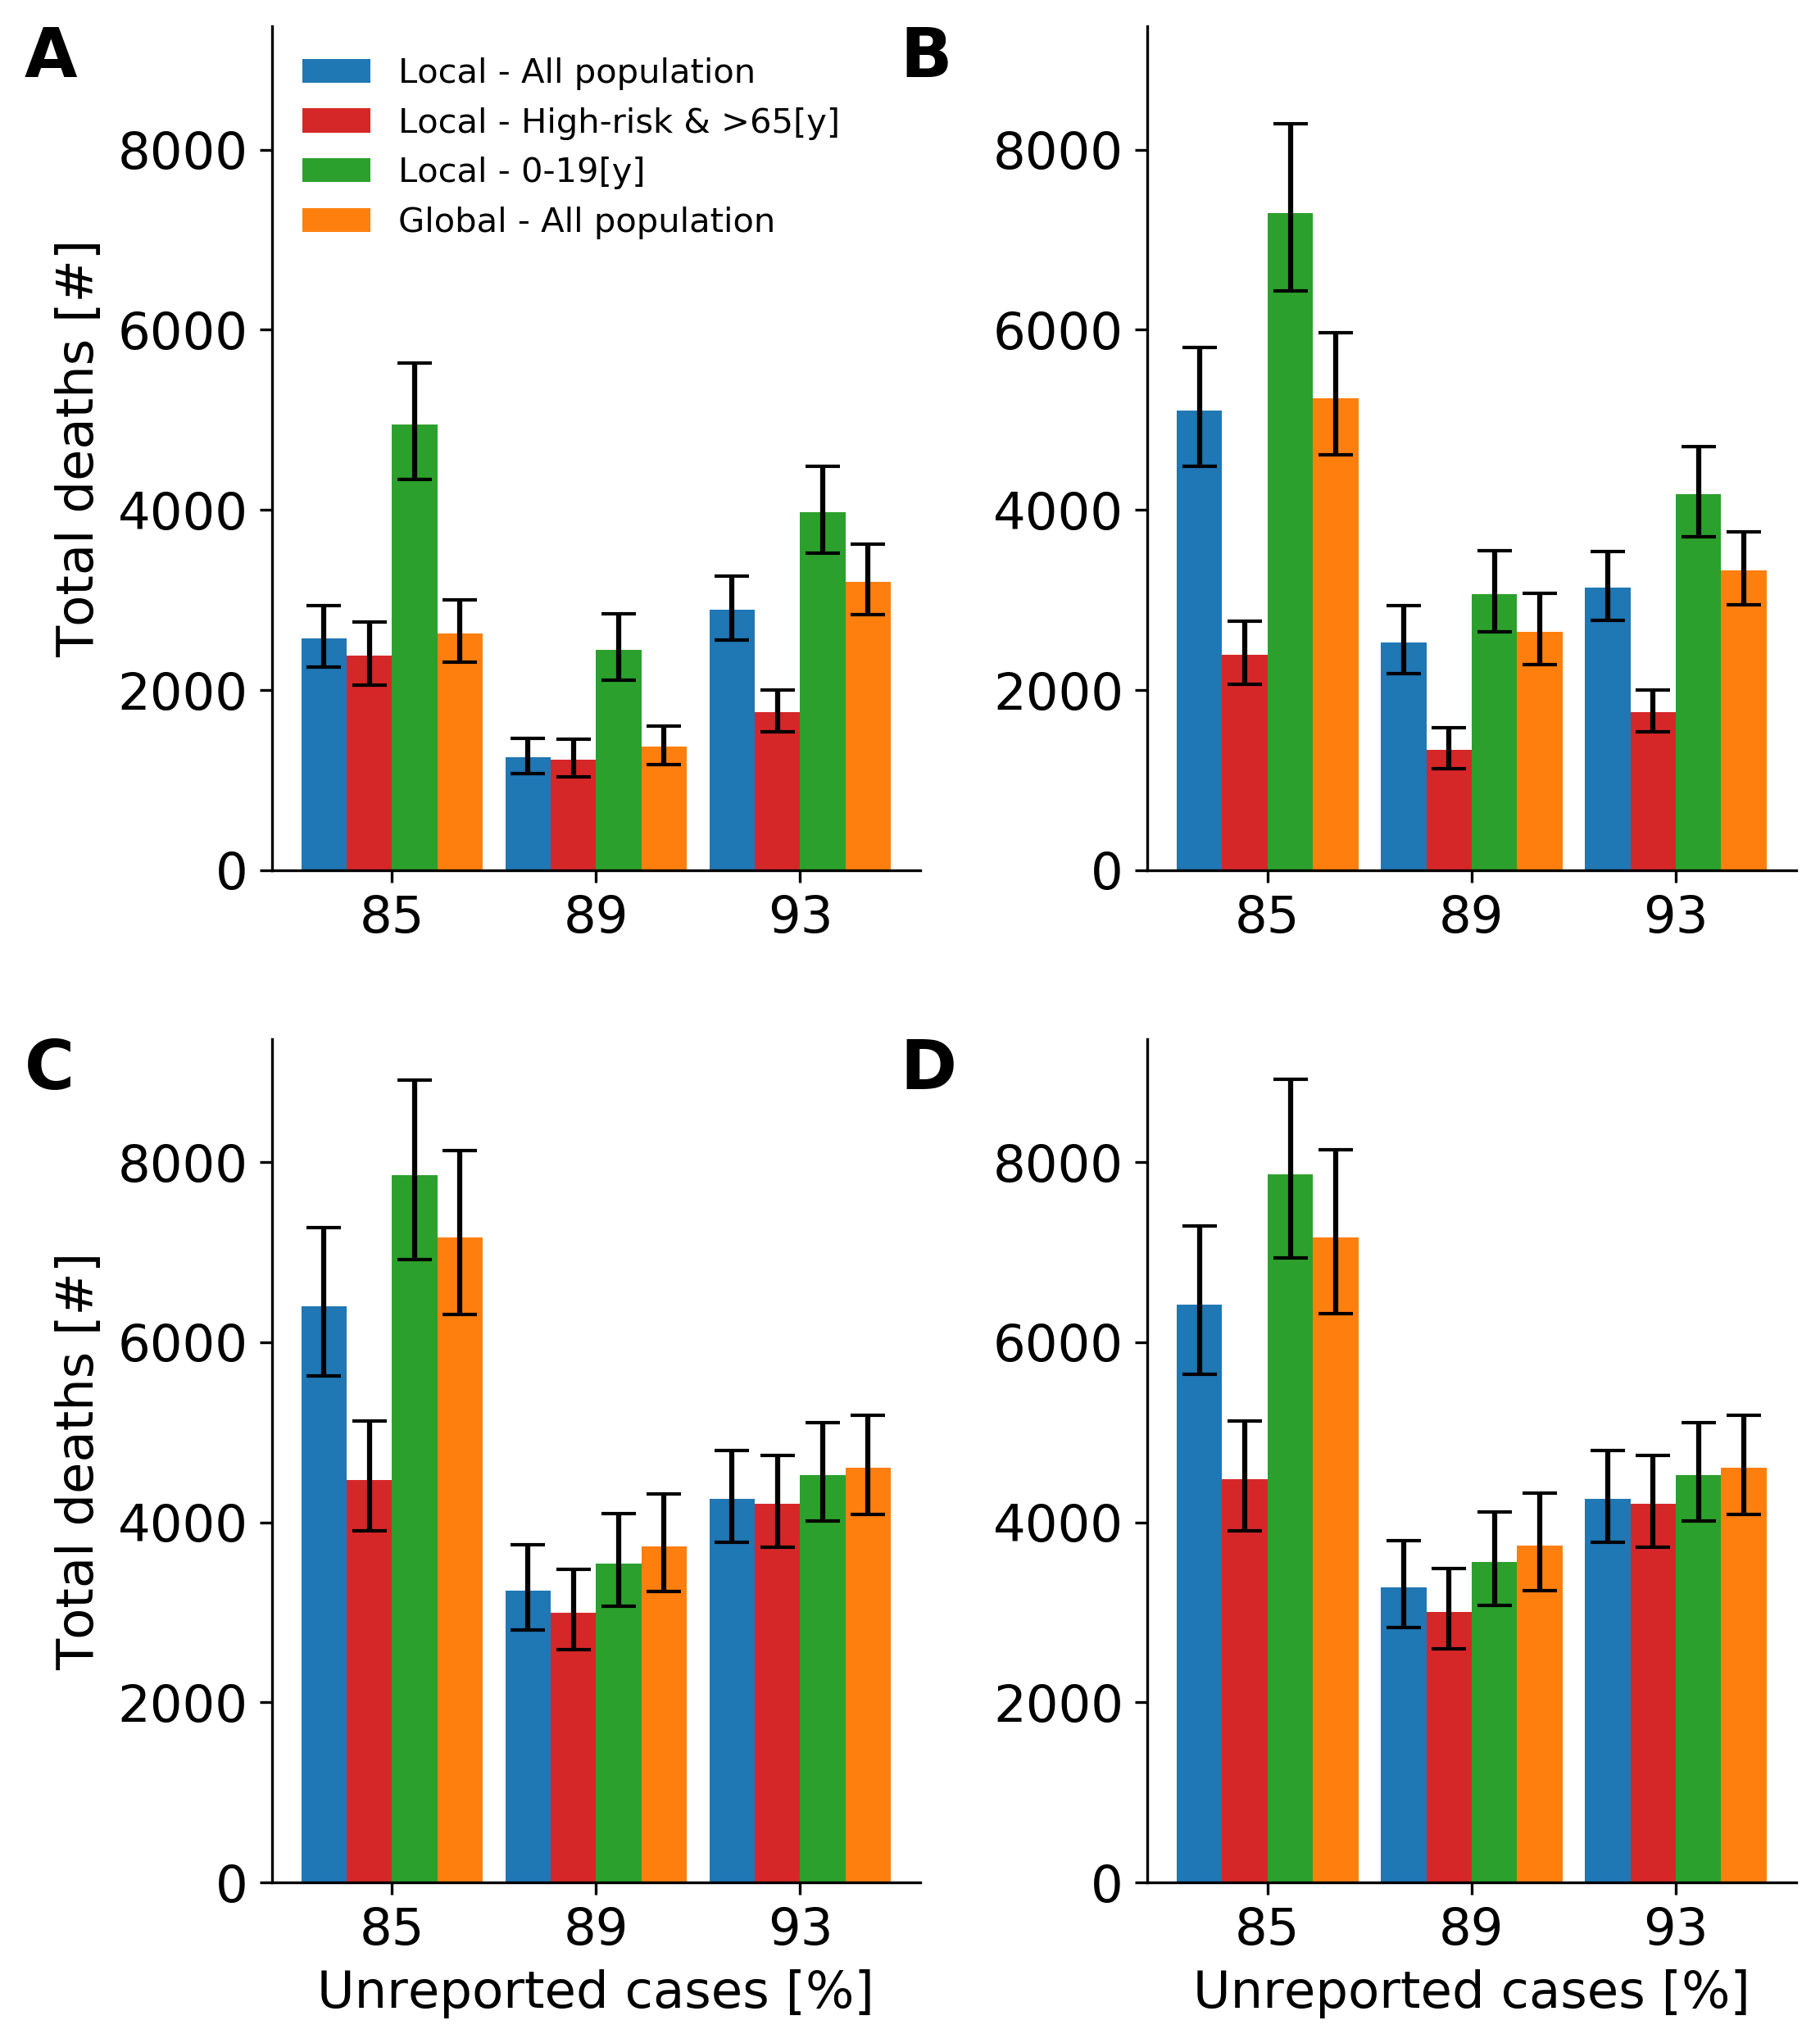 A
Local - All population
Local - High-risk & >65[y]
Local - 0-19[y]
Global - All population
Total deaths [#]
8000
6000
4000
2000
0
85 89 93
B
8000
6000
4000
2000
0
85 89 93
C
Total deaths [#]
8000
6000
4000
2000
0
85 89 93
Unreported cases [%]
D
8000
6000
4000
2000
0
85 89 93
Unreported cases [%]